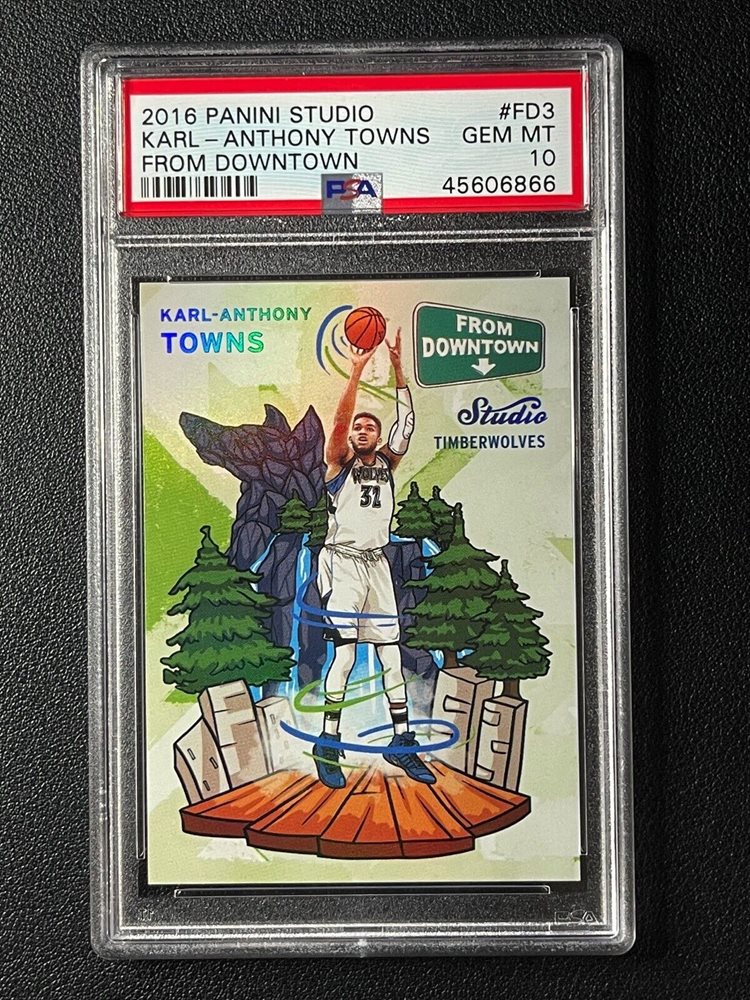 2016 PANINI STUDIO #FD3
KARL-ANTHONY TOWNS GEM MT
FROM DOWNTOWN 10
PSA 45606866
KARL-ANTHONY
TOWNS
FROM
DOWNTOWN
Studio
TIMBERWOLVES
WOLVES
32
PSA